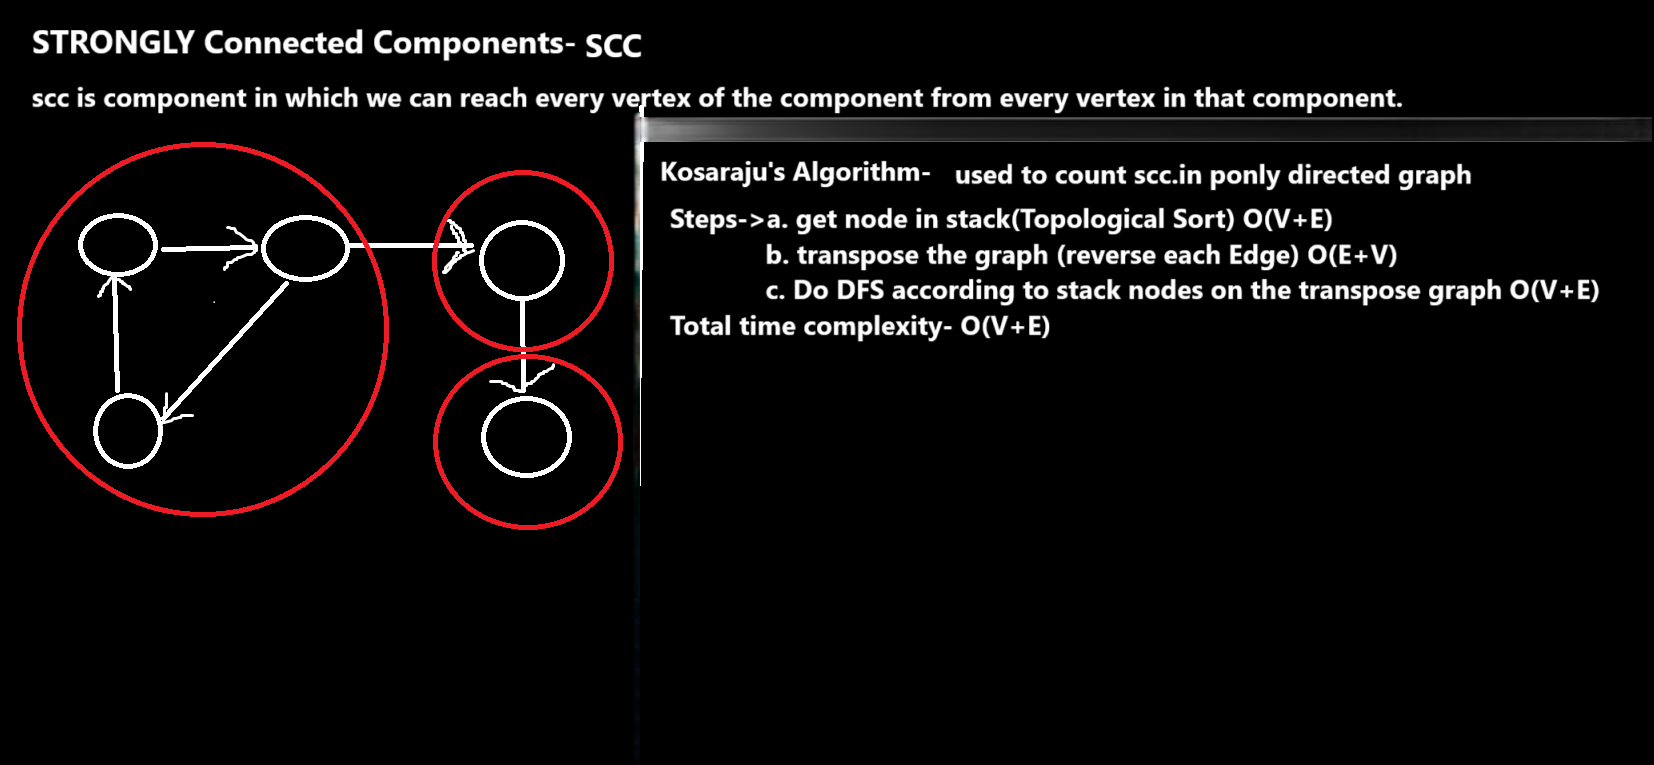 STRONGLY Connected Components- SCC
scc is component in which we can reach every vertex of the component from every vertex in that component.
Kosaraju's Algorithm- used to count scc.in ponly directed graph
Steps->a. get node in stack(Topological Sort) O(V+E)
b. transpose the graph (reverse each Edge) O(E+V)
c. Do DFS according to stack nodes on the transpose graph O(V+E)
Total time complexity- O(V+E)